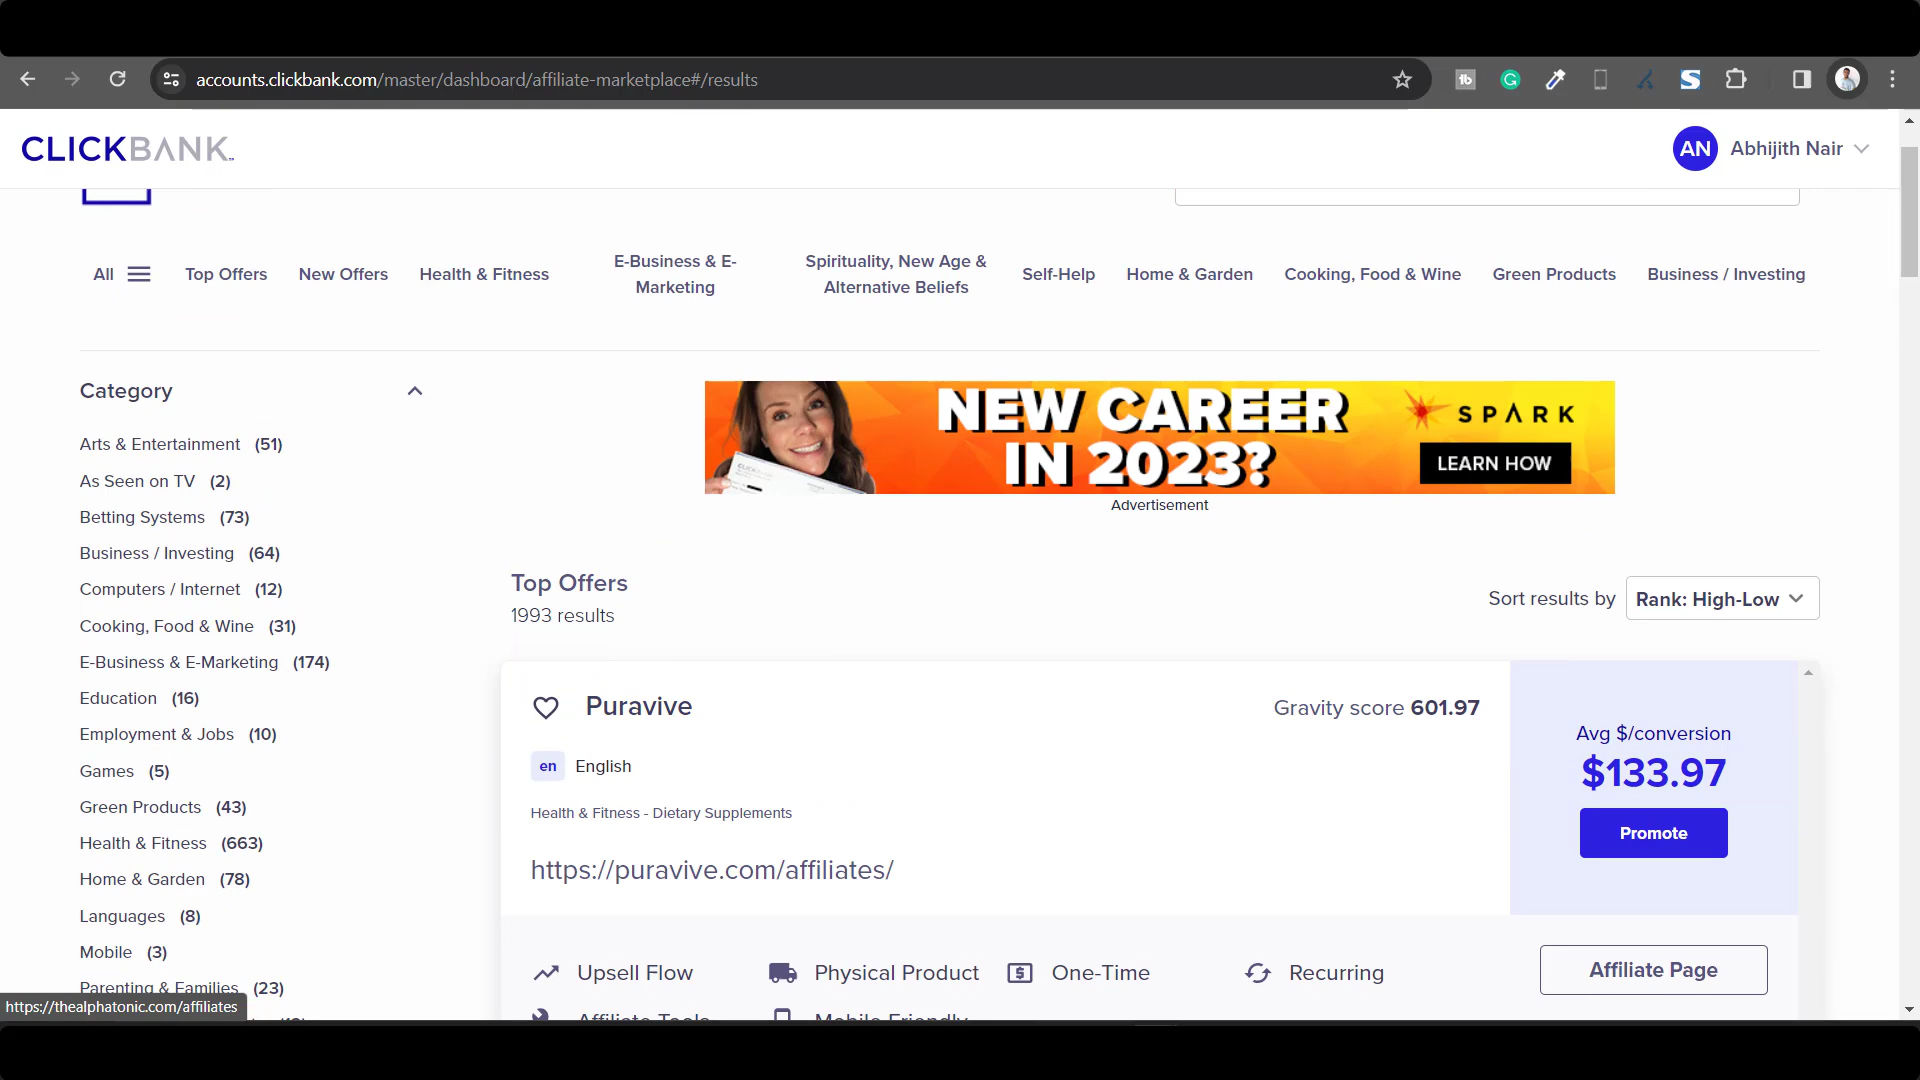 accounts.clickbank.com/master/dashboard/affiliate-marketplace#/results
CLICKBANK
AN Abhijith Nair
All
Top Offers
New Offers
Health & Fitness
E-Business & E-
Marketing
Spirituality, New Age &
Alternative Beliefs
Self-Help
Home & Garden
Cooking, Food & Wine
Green Products
Business / Investing
Category
Arts & Entertainment (51)
As Seen on TV (2)
Betting Systems (73)
Business / Investing (64)
Computers / Internet (12)
Cooking, Food & Wine (31)
E-Business & E-Marketing (174)
Education (16)
Employment & Jobs (10)
Games (5)
Green Products (43)
Health & Fitness (663)
Home & Garden (78)
Languages (8)
Mobile (3)
Parenting & Families (23)
https://thealphatonic.com/affiliates
NEW CAREER
IN 2023?
SPARK
LEARN HOW
Advertisement
Top Offers
1993 results
Sort results by Rank: High-Low
Puravive
Gravity score 601.97
en English
Health & Fitness - Dietary Supplements
https://puravive.com/affiliates/
Avg $/conversion
$133.97
Promote
Upsell Flow
Physical Product
One-Time
Recurring
Affiliate Page
Affiliate Tools
Mobile Friendly